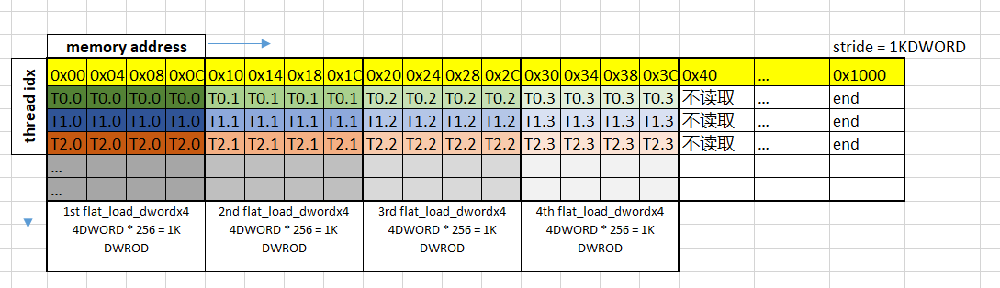 memory address
stride = 1KDWORD
thread idx
0x00 0x04 0x08 0x0C 0x10 0x14 0x18 0x1C 0x20 0x24 0x28 0x2C 0x30 0x34 0x38 0x3C 0x40 ... 0x1000
T0.0 T0.0 T0.0 T0.0 T0.1 T0.1 T0.1 T0.1 T0.2 T0.2 T0.2 T0.2 T0.3 T0.3 T0.3 T0.3 不读取 ... end
T1.0 T1.0 T1.0 T1.0 T1.1 T1.1 T1.1 T1.1 T1.2 T1.2 T1.2 T1.2 T1.3 T1.3 T1.3 T1.3 不读取 ... end
T2.0 T2.0 T2.0 T2.0 T2.1 T2.1 T2.1 T2.1 T2.2 T2.2 T2.2 T2.2 T2.3 T2.3 T2.3 T2.3 不读取 ... end
...
...
1st flat_load_dwordx4
4DWORD * 256 = 1K
DWROD
2nd flat_load_dwordx4
4DWORD * 256 = 1K
DWROD
3rd flat_load_dwordx4
4DWORD * 256 = 1K
DWROD
4th flat_load_dwordx4
4DWORD * 256 = 1K
DWROD